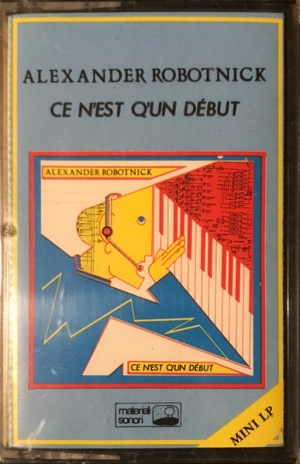 ALEXANDER ROBOTNICK
CE N'EST Q'UN DÉBUT
ALEXANDER ROBOTNICK
CE N'EST Q'UN DÉBUT
materiali
sonori
MINI LP